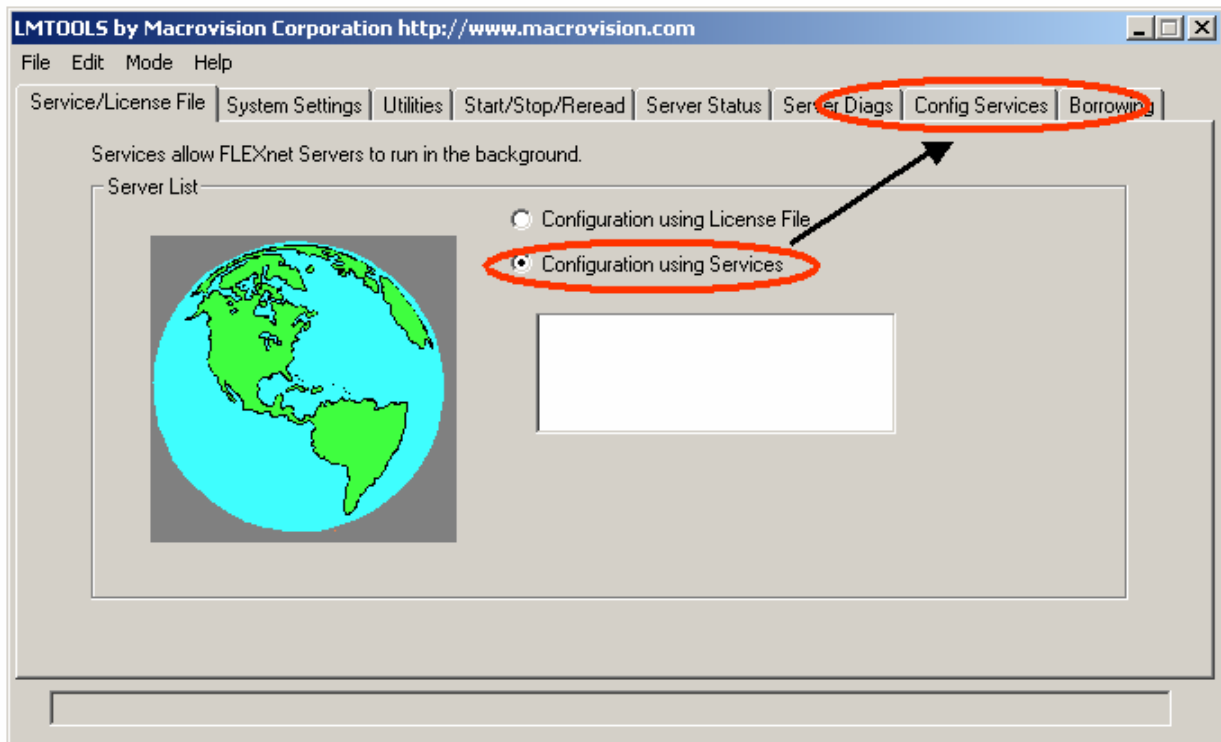 LMTOOLS by Macrovision Corporation http://www.macrovision.com
File Edit Mode Help
Service/License File System Settings Utilities Start/Stop/Reread Server Status Server Diags Config Services Borrowing
Services allow FLEXnet Servers to run in the background.
Server List
Configuration using License File
Configuration using Services